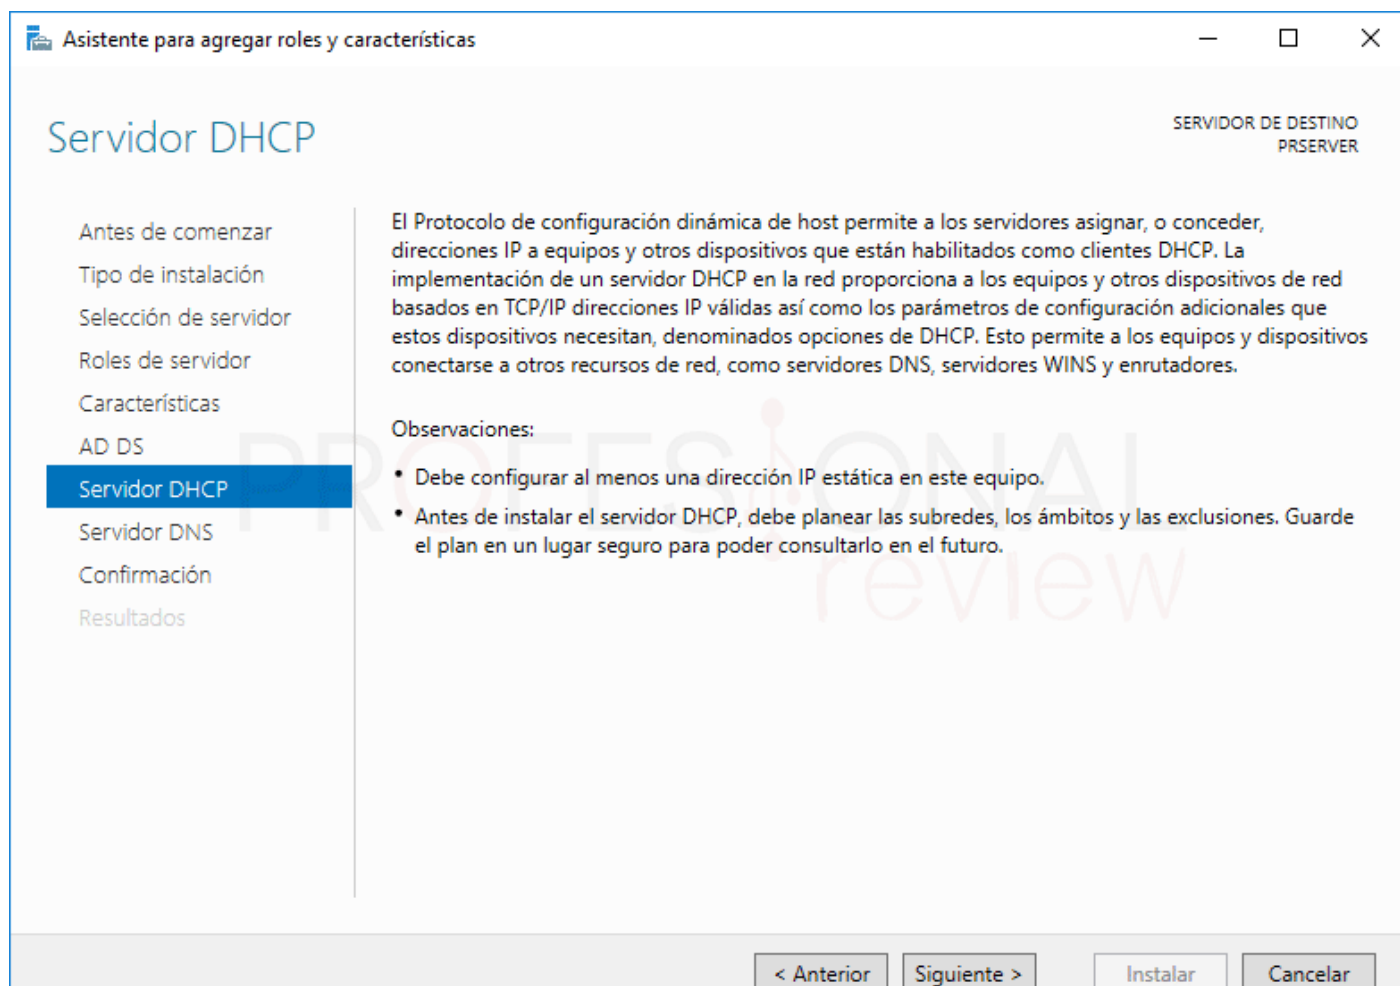 Asistente para agregar roles y características
Servidor DHCP
SERVIDOR DE DESTINO
PRSERVER
Antes de comenzar
Tipo de instalación
Selección de servidor
Roles de servidor
Características
AD DS
Servidor DHCP
Servidor DNS
Confirmación
Resultados
El Protocolo de configuración dinámica de host permite a los servidores asignar, o conceder,
direcciones IP a equipos y otros dispositivos que están habilitados como clientes DHCP. La
implementación de un servidor DHCP en la red proporciona a los equipos y otros dispositivos de red
basados en TCP/IP direcciones IP válidas así como los parámetros de configuración adicionales que
estos dispositivos necesitan, denominados opciones de DHCP. Esto permite a los equipos y dispositivos
conectarse a otros recursos de red, como servidores DNS, servidores WINS y enrutadores.
Observaciones:
• Debe configurar al menos una dirección IP estática en este equipo.
• Antes de instalar el servidor DHCP, debe planear las subredes, los ámbitos y las exclusiones. Guarde
el plan en un lugar seguro para poder consultarlo en el futuro.
PROFESIONAL
review
< Anterior
Siguiente >
Instalar
Cancelar